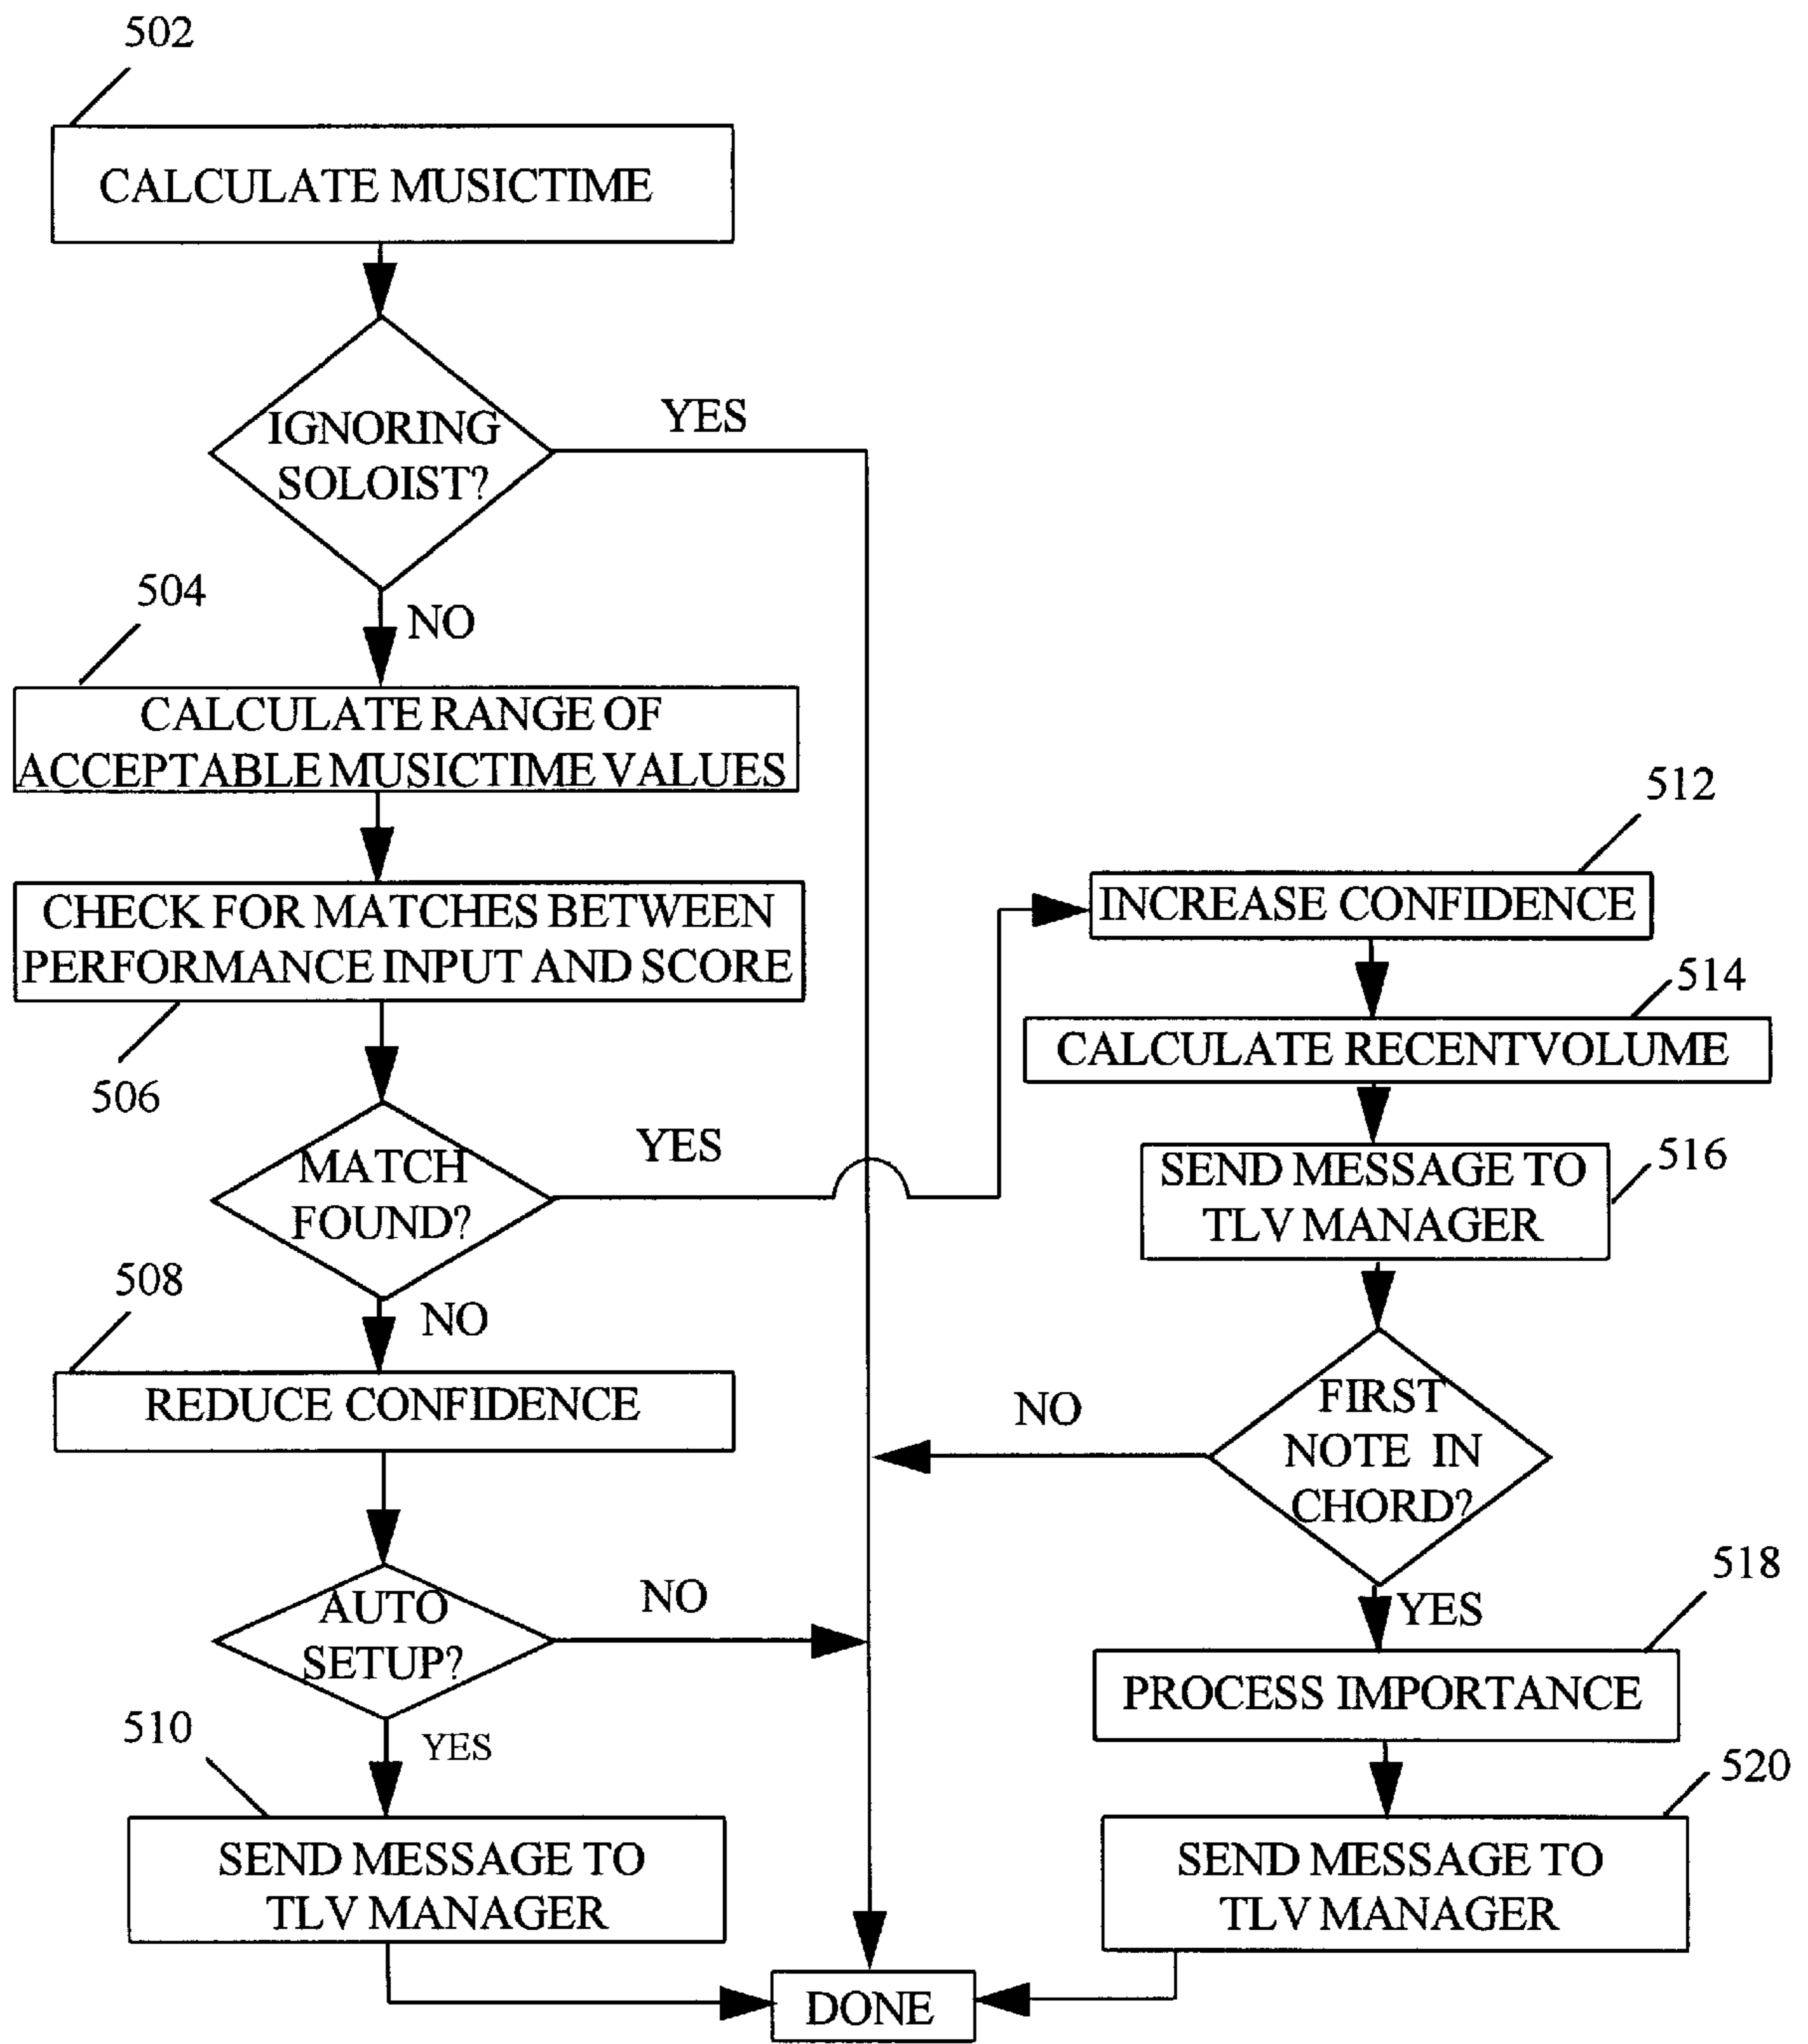 502
CALCULATE MUSICTIME
IGNORING
SOLOIST?
YES
NO
504
CALCULATE RANGE OF
ACCEPTABLE MUSICTIME VALUES
CHECK FOR MATCHES BETWEEN
PERFORMANCE INPUT AND SCORE
506
MATCH
FOUND?
YES
NO
508
REDUCE CONFIDENCE
AUTO
SETUP?
NO
YES
510
SEND MESSAGE TO
TLV MANAGER
512
INCREASE CONFIDENCE
514
CALCULATE RECENTVOLUME
516
SEND MESSAGE TO
TLV MANAGER
FIRST
NOTE IN
CHORD?
NO
YES
518
PROCESS IMPORTANCE
520
SEND MESSAGE TO
TLV MANAGER
DONE